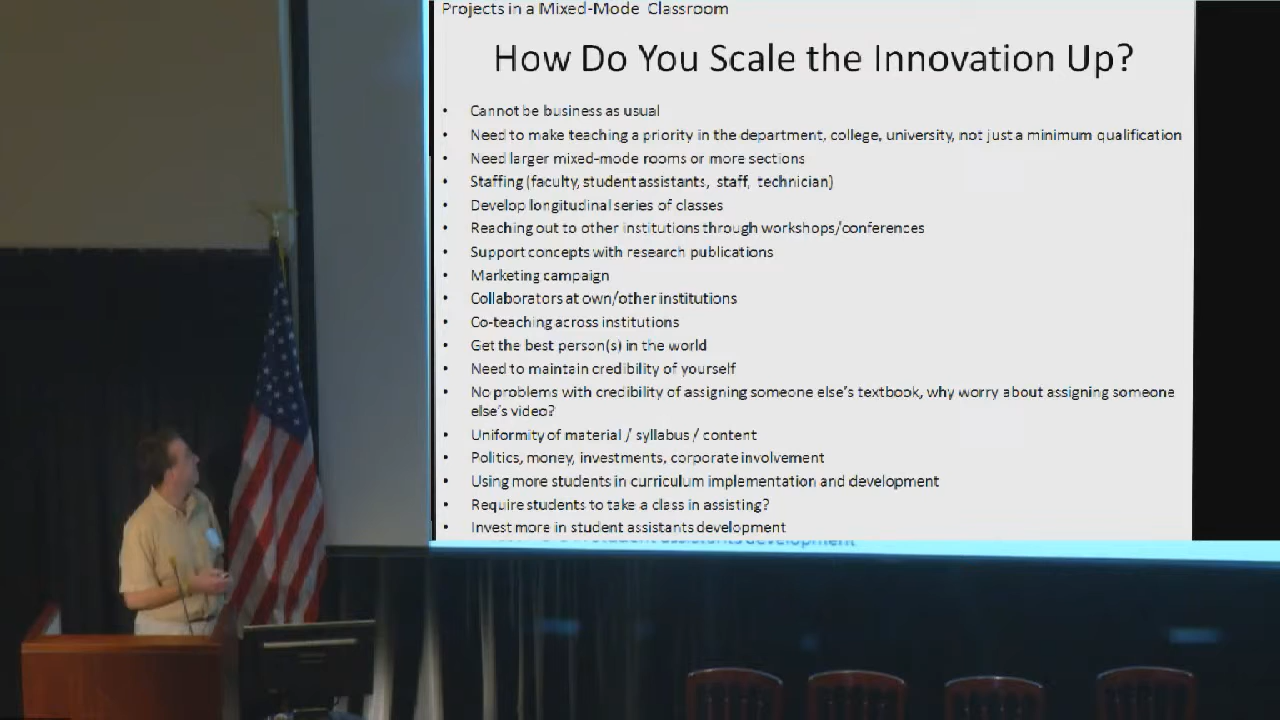 Projects in a Mixed-Mode Classroom
How Do You Scale the Innovation Up?
• Cannot be business as usual
• Need to make teaching a priority in the department, college, university, not just a minimum qualification
• Need larger mixed-mode rooms or more sections
• Staffing (faculty, student assistants, staff, technician)
• Develop longitudinal series of classes
• Reaching out to other institutions through workshops/conferences
• Support concepts with research publications
• Marketing campaign
• Collaborators at own/other institutions
• Co-teaching across institutions
• Get the best person(s) in the world
• Need to maintain credibility of yourself
• No problems with credibility of assigning someone else's textbook, why worry about assigning someone
else's video?
• Uniformity of material / syllabus / content
• Politics, money, investments, corporate involvement
• Using more students in curriculum implementation and development
• Require students to take a class in assisting?
• Invest more in student assistants development
student assistants development